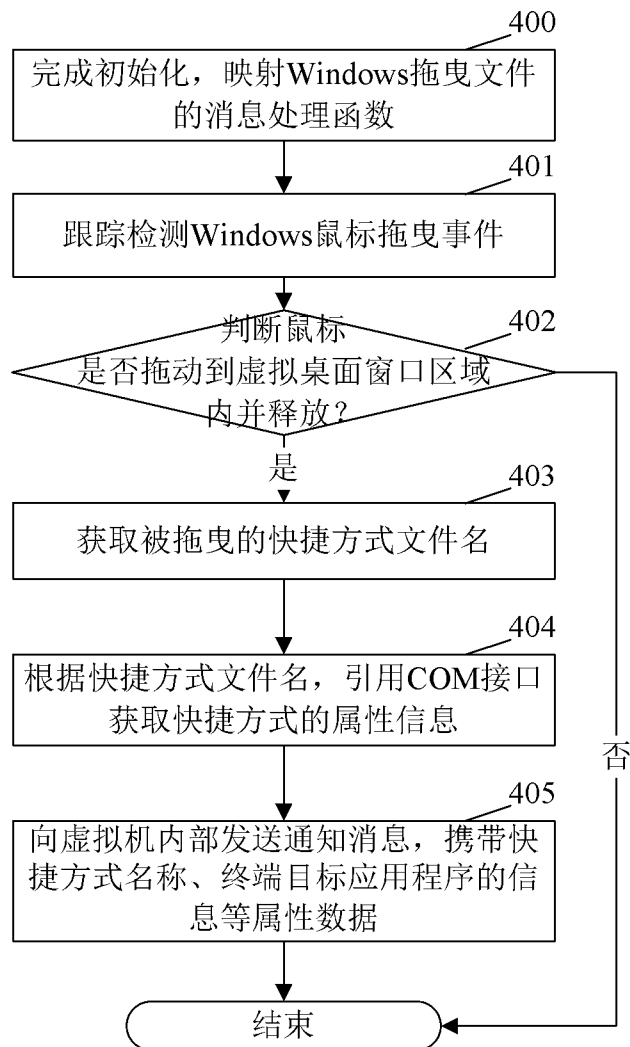 400
完成初始化，映射Windows拖曳文件
的消息处理函数
401
跟踪检测Windows鼠标拖曳事件
402
判断鼠标
是否拖动到虚拟桌面窗口区域
内并释放？
是
403
获取被拖曳的快捷方式文件名
404
根据快捷方式文件名，引用COM接口
获取快捷方式的属性信息
否
405
向虚拟机内部发送通知消息，携带快
捷方式名称、终端目标应用程序的信
息等属性数据
结束